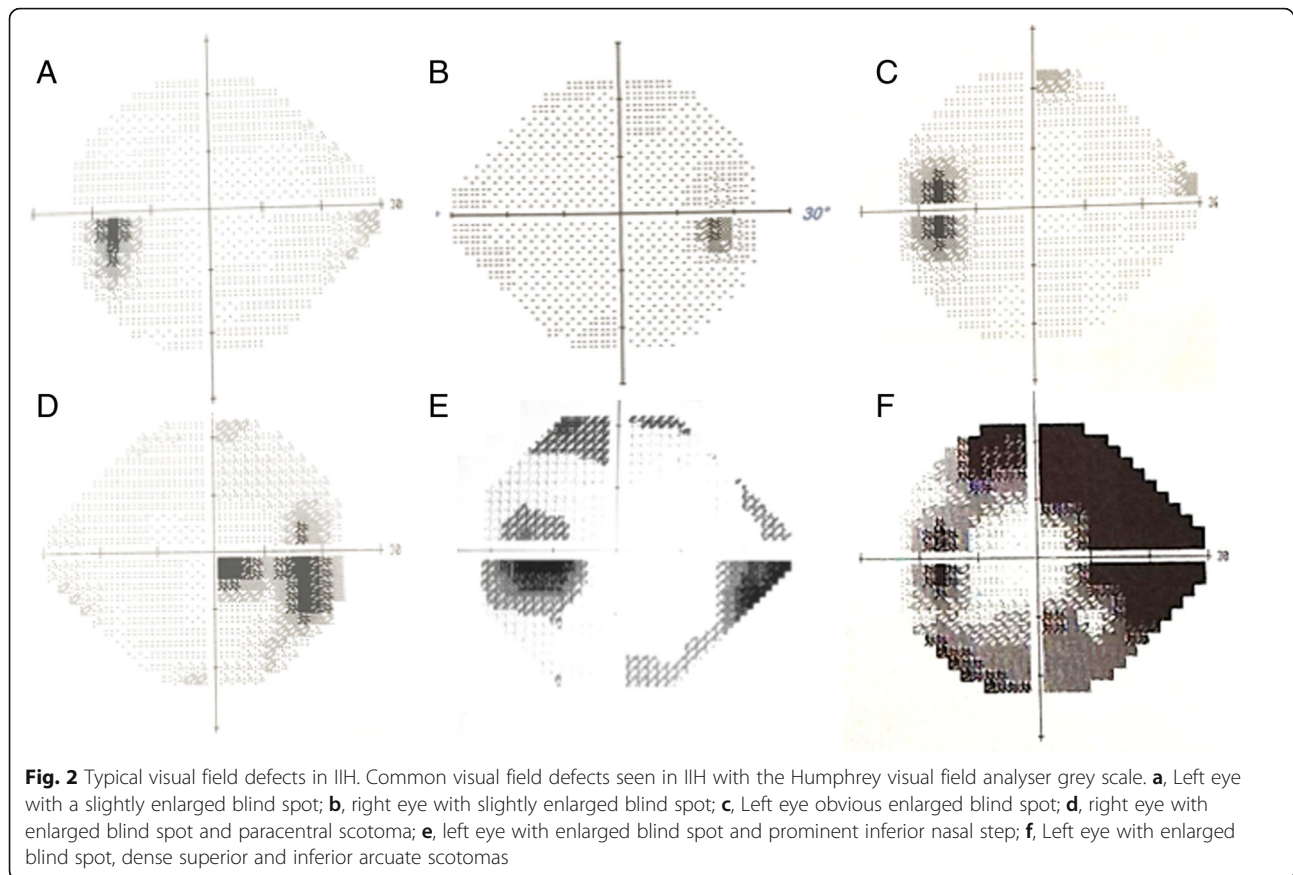 A
B
C
30
30°
D
E
F
30
30
Fig. 2 Typical visual field defects in IIH. Common visual field defects seen in IIH with the Humphrey visual field analyser grey scale. a, Left eye
with a slightly enlarged blind spot; b, right eye with slightly enlarged blind spot; c, Left eye obvious enlarged blind spot; d, right eye with
enlarged blind spot and paracentral scotoma; e, left eye with enlarged blind spot and prominent inferior nasal step; f, Left eye with enlarged
blind spot, dense superior and inferior arcuate scotomas